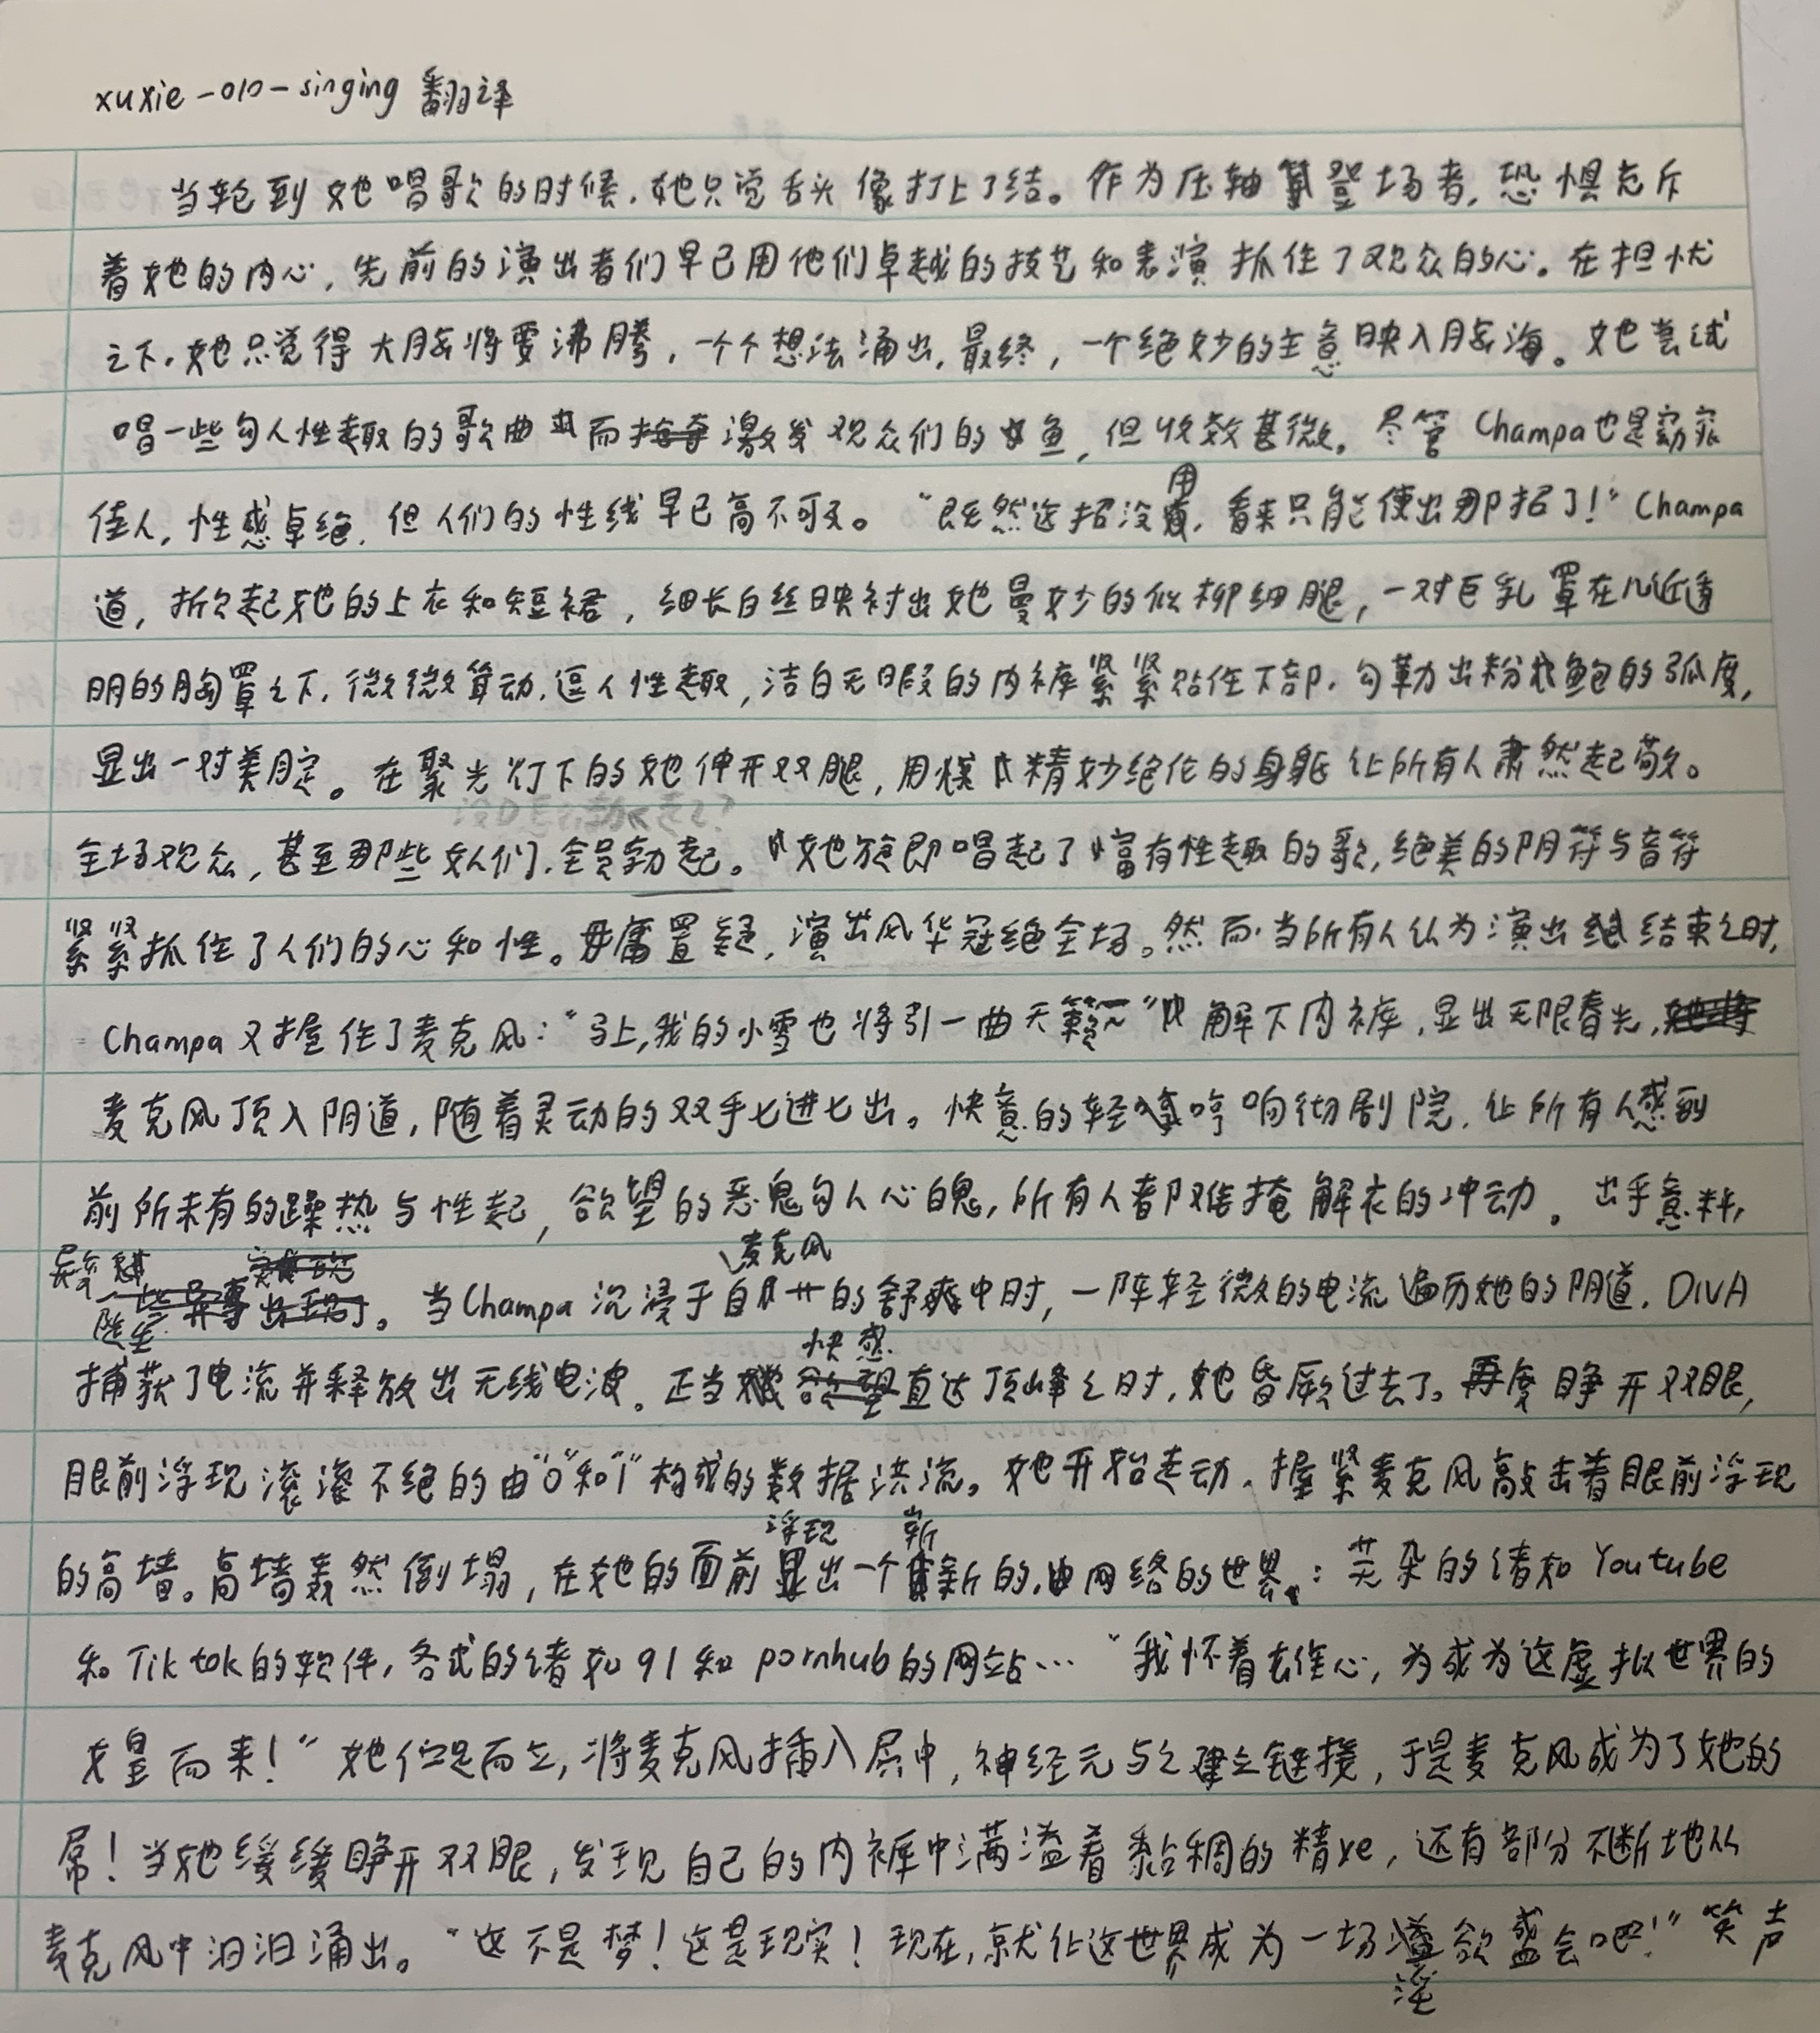 xuxie-010-singing 翻译
当轮到她唱歌的时候,她只觉舌头像打上了结。作为压轴登场者,恐惧充斥
着她的内心,先前的演出者们早已用他们卓越的技艺和表演抓住了观众的心。在担忧
之下,她只觉得大脑将要沸腾,一个个想法涌出,最终,一个绝妙的主意映入脑海。她尝试
唱一些勾人性趣的歌曲而激发观众们的鱼,但收效甚微。尽管Champa也是窈窕
佳人,性感卓绝,但人们的性线早已高不可及。“既然这招没用,看来只能使出那招了!”Champa
道,掀起她的上衣和短裙,细长白丝映衬出她曼妙的似柳细腿,一对巨乳罩在几近透
明的胸罩之下,微微耸动,逗人性趣,洁白无暇的内裤紧紧贴住下部,勾勒出粉鲍的弧度,
显出一对美腚。在聚光灯下的她伸开双腿,用精妙绝伦的身躯让所有人肃然起敬。
全场观众,甚至那些女人们,全员勃起。她旋即唱起了富有性趣的歌,绝美的阴符与音符
紧紧抓住了人们的心和性。毋庸置疑,演出风华冠绝全场。然而,当所有人以为演出结束之时,
Champa又握住了麦克风:“马上,我的小雪也将引一曲天籁~”解下内裤,显出无限春光,
麦克风顶入阴道,随着灵动的双手七进七出。快意的轻哼响彻剧院,让所有人感到
前所未有的躁热与性起,欲望的恶鬼勾人心魄,所有人都难掩解衣的冲动。出乎意料,
异变陡生。当Champa沉浸于麦克风的舒爽中时,一阵轻微的电流遍历她的阴道,DIVA
捕获了电流并释放出无线电波。正当快感直达顶峰之时,她昏厥过去了。再度睁开双眼,
眼前浮现滚滚不绝的由“0”和“1”构成的数据洪流。她开始走动,握紧麦克风敲击着眼前浮现
的高墙。高墙轰然倒塌,在她的面前浮现出一个崭新的网络的世界:芜杂的诸如Youtube
和Tik tok的软件,各式的诸如91和pornhub的网站…“我怀着雄心,为成为这虚拟世界的
女皇而来!”她伫足而立,将麦克风插入屄中,神经元与之建立链接,于是麦克风成为了她的
屌!当她缓缓睁开双眼,发现自己的内裤中满溢着黏稠的精ye,还有部分不断地从
麦克风中汩汩涌出。“这不是梦!这是现实!现在,就让这世界成为一场淫欲盛会吧!”笑声